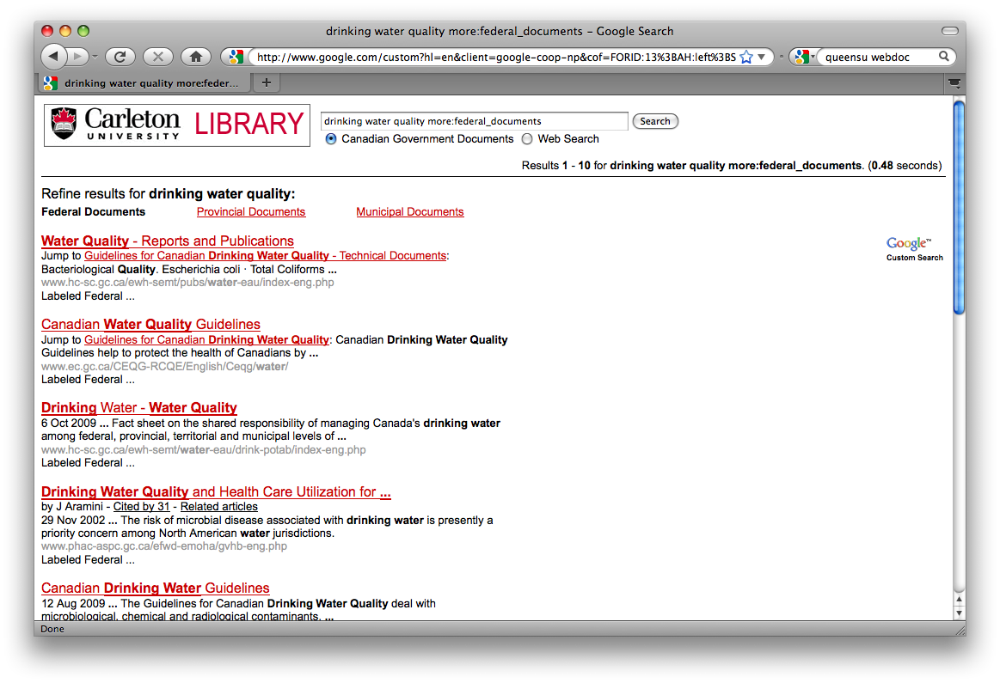 drinking water quality more:federal_documents – Google Search
http://www.google.com/custom?hl=en&client=google-coop-np&cof=FORID:13%3BAH:left%3BS
queensu webdoc
drinking water quality more:feder...
Carleton UNIVERSITY LIBRARY
drinking water quality more:federal_documents
Search
Canadian Government Documents Web Search
Results 1 - 10 for drinking water quality more:federal_documents. (0.48 seconds)
Refine results for drinking water quality:
Federal Documents Provincial Documents Municipal Documents
Water Quality - Reports and Publications
Jump to Guidelines for Canadian Drinking Water Quality - Technical Documents:
Bacteriological Quality. Escherichia coli · Total Coliforms ...
www.hc-sc.gc.ca/ewh-semt/pubs/water-eau/index-eng.php
Labeled Federal ...
Google™
Custom Search
Canadian Water Quality Guidelines
Jump to Guidelines for Canadian Drinking Water Quality: Canadian Drinking Water Quality
Guidelines help to protect the health of Canadians by ...
www.ec.gc.ca/CEQG-RCQE/English/Ceqg/water/
Labeled Federal ...
Drinking Water - Water Quality
6 Oct 2009 ... Fact sheet on the shared responsibility of managing Canada's drinking water
among federal, provincial, territorial and municipal levels of ...
www.hc-sc.gc.ca/ewh-semt/water-eau/drink-potab/index-eng.php
Labeled Federal ...
Drinking Water Quality and Health Care Utilization for ...
by J Aramini - Cited by 31 - Related articles
29 Nov 2002 ... The risk of microbial disease associated with drinking water is presently a
priority concern among North American water jurisdictions.
www.phac-aspc.gc.ca/efwd-emoha/gvhb-eng.php
Labeled Federal ...
Canadian Drinking Water Guidelines
12 Aug 2009 ... The Guidelines for Canadian Drinking Water Quality deal with
microbiological, chemical and radiological contaminants. ...
Done